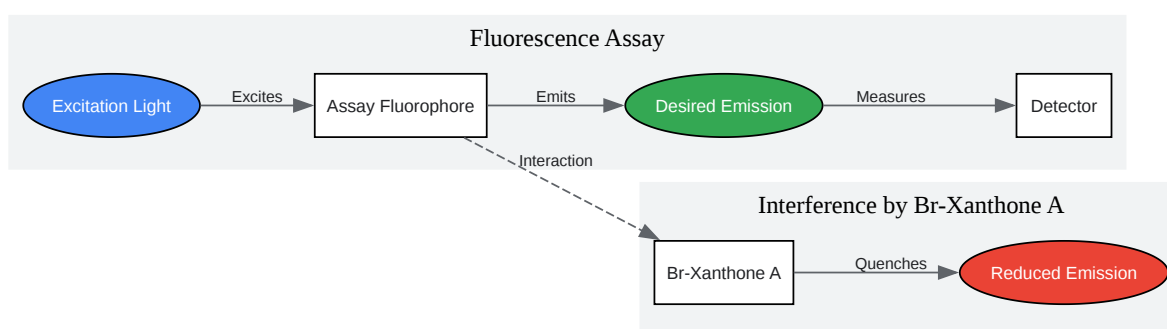 Fluorescence Assay
Excitation Light
Excites
Assay Fluorophore
Emits
Desired Emission
Measures
Detector
Interaction
Interference by Br-Xanthone A
Br-Xanthone A
Quenches
Reduced Emission